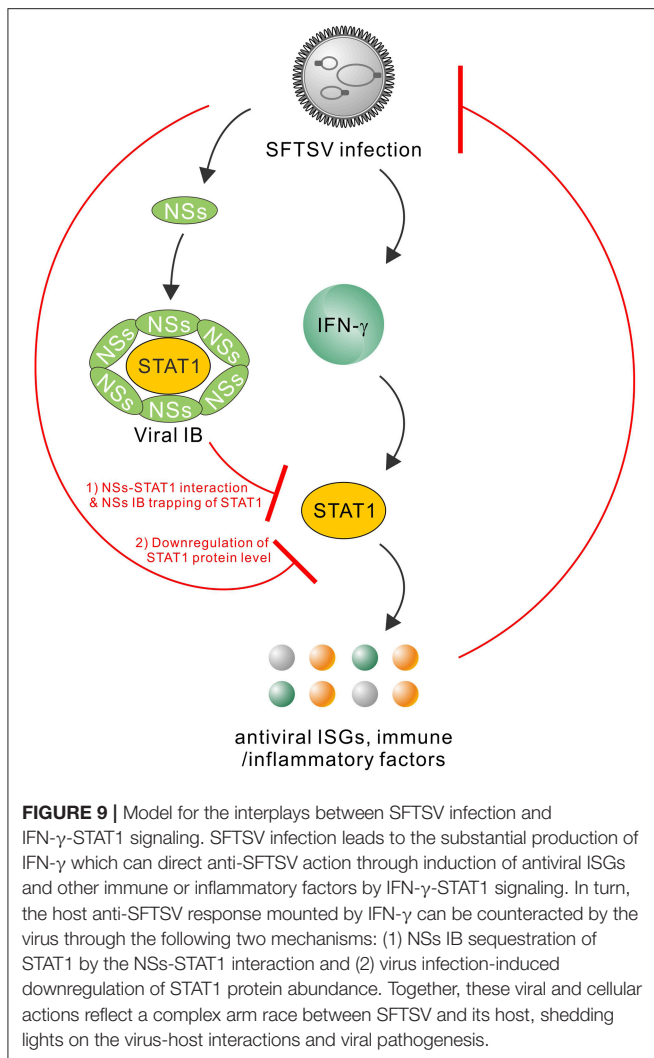 SFTSV infection
NSs
IFN-γ
NSs
NSs
NSs
STAT1
NSs
NSs
NSs
Viral IB
1) NSs-STAT1 interaction
& NSs IB trapping of STAT1
STAT1
2) Downregulation of
STAT1 protein level
antiviral ISGs, immune
/inflammatory factors
FIGURE 9 | Model for the interplays between SFTSV infection and
IFN-γ-STAT1 signaling. SFTSV infection leads to the substantial production of
IFN-γ which can direct anti-SFTSV action through induction of antiviral ISGs
and other immune or inflammatory factors by IFN-γ-STAT1 signaling. In turn,
the host anti-SFTSV response mounted by IFN-γ can be counteracted by the
virus through the following two mechanisms: (1) NSs IB sequestration of
STAT1 by the NSs-STAT1 interaction and (2) virus infection-induced
downregulation of STAT1 protein abundance. Together, these viral and cellular
actions reflect a complex arm race between SFTSV and its host, shedding
lights on the virus-host interactions and viral pathogenesis.